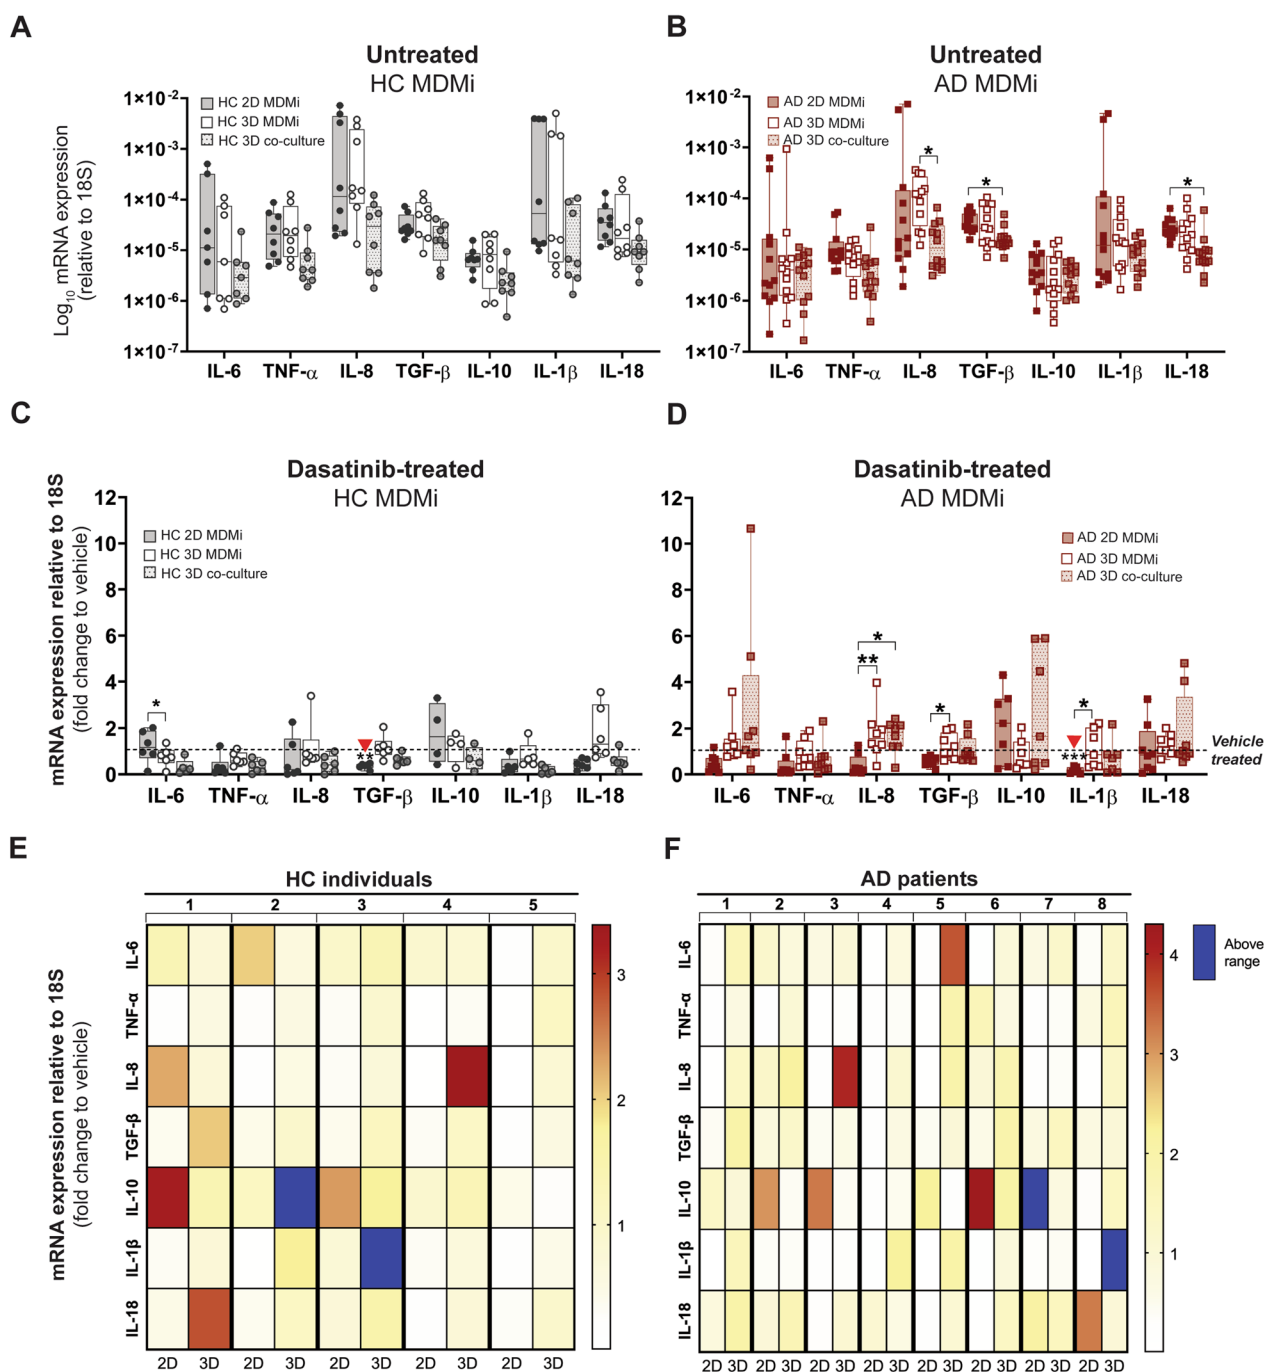 A
Untreated
HC MDMi
HC 2D MDMi
HC 3D MDMi
HC 3D co-culture
Log10 mRNA expression
(relative to 18S)
1×10-2
1×10-3
1×10-4
1×10-5
1×10-6
1×10-7
IL-6 TNF-α IL-8 TGF-β IL-10 IL-1β IL-18
B
Untreated
AD MDMi
AD 2D MDMi
AD 3D MDMi
AD 3D co-culture
1×10-2
1×10-3
1×10-4
1×10-5
1×10-6
1×10-7
* * *
IL-6 TNF-α IL-8 TGF-β IL-10 IL-1β IL-18
C
Dasatinib-treated
HC MDMi
HC 2D MDMi
HC 3D MDMi
HC 3D co-culture
mRNA expression relative to 18S
(fold change to vehicle)
12
10
8
6
4
2
0
*
**
IL-6 TNF-α IL-8 TGF-β IL-10 IL-1β IL-18
D
Dasatinib-treated
AD MDMi
AD 2D MDMi
AD 3D MDMi
AD 3D co-culture
12
10
8
6
4
2
0
*
**
* *
***
Vehicle
treated
IL-6 TNF-α IL-8 TGF-β IL-10 IL-1β IL-18
E
HC individuals
1 2 3 4 5
mRNA expression relative to 18S
(fold change to vehicle)
IL-6
TNF-α
IL-8
TGF-β
IL-10
IL-1β
IL-18
2D 3D 2D 3D 2D 3D 2D 3D 2D 3D
3
2
1
F
AD patients
1 2 3 4 5 6 7 8
IL-6
TNF-α
IL-8
TGF-β
IL-10
IL-1β
IL-18
2D 3D 2D 3D 2D 3D 2D 3D 2D 3D 2D 3D 2D 3D 2D 3D
4
3
2
1
Above
range